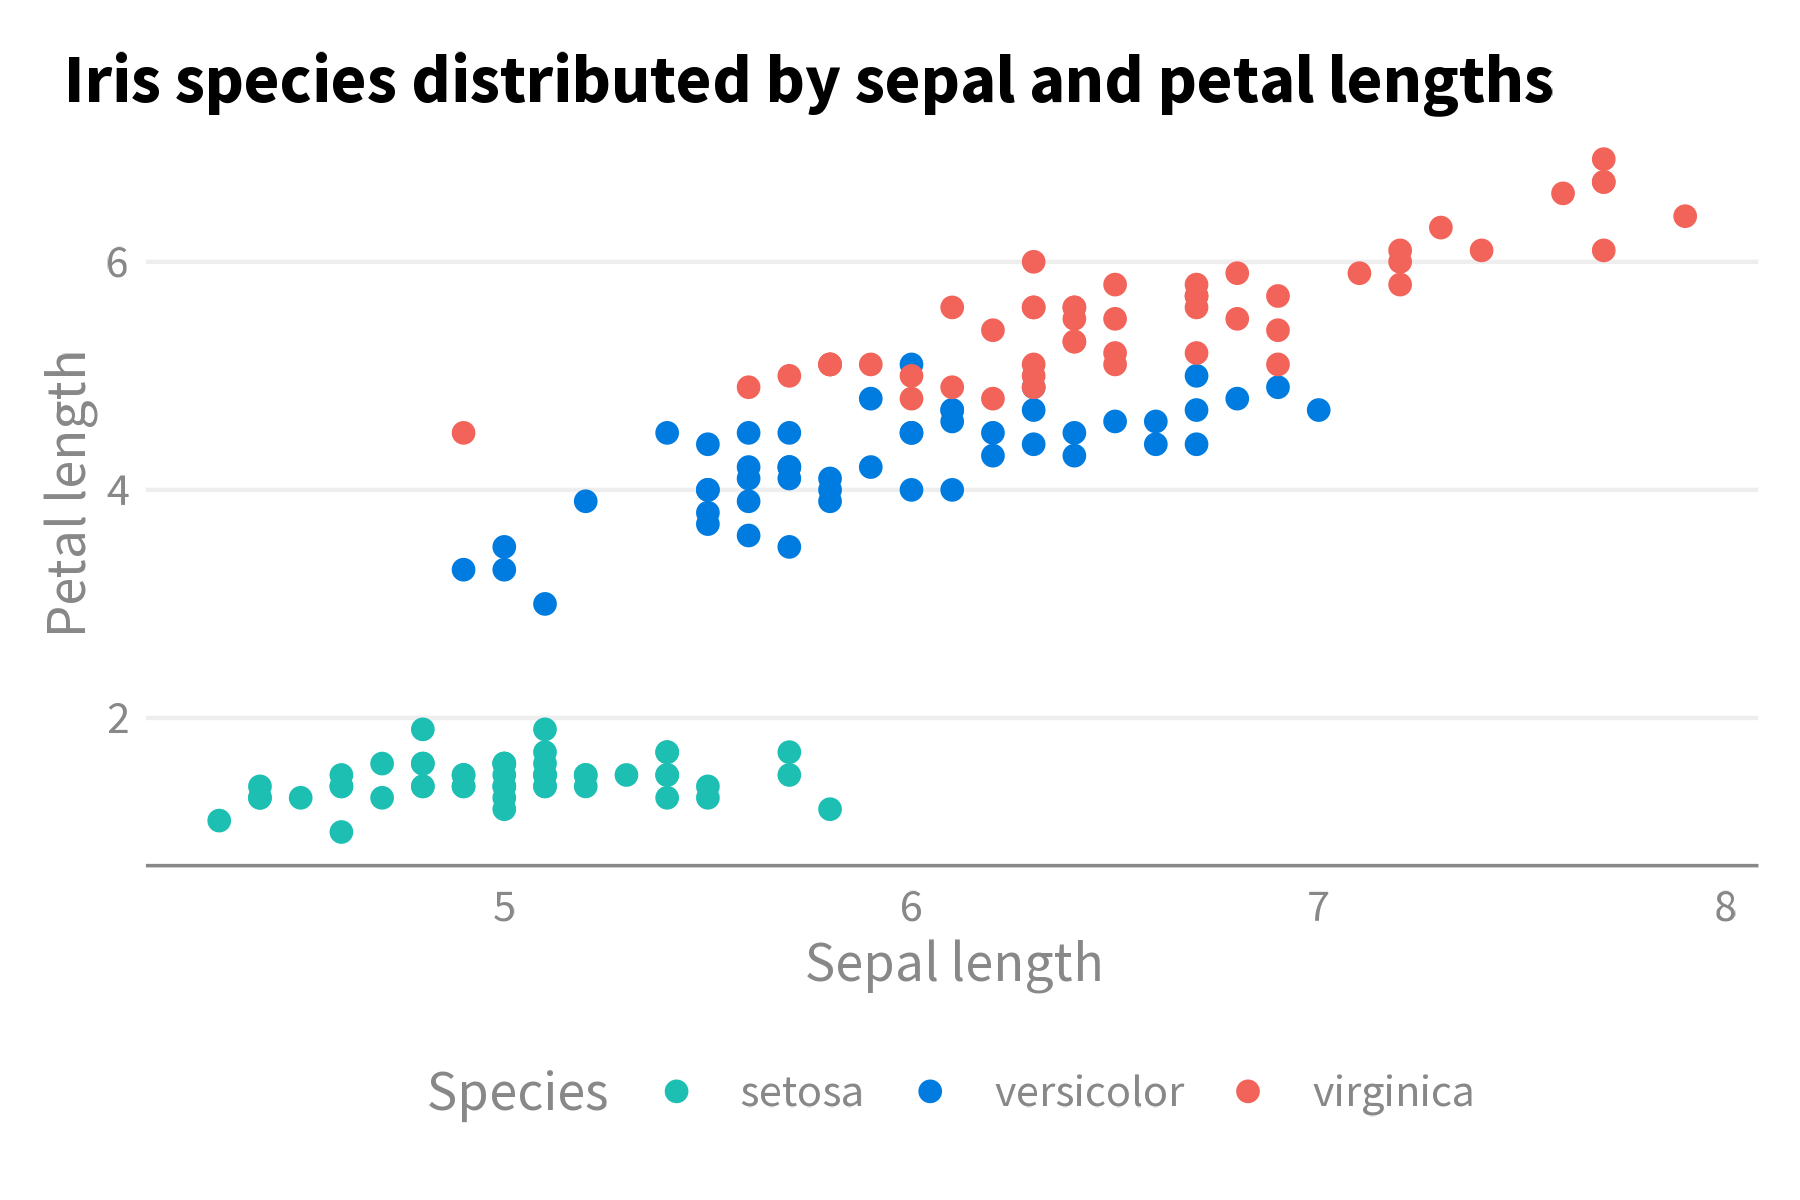 Iris species distributed by sepal and petal lengths
Petal length
6
4
2
5 6 7 8
Sepal length
Species setosa versicolor virginica